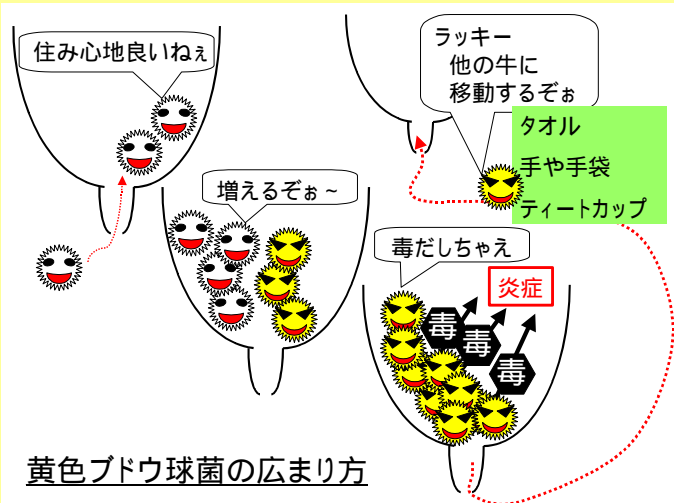 住み心地良いねぇ
増えるぞぉ~
ラッキー
他の牛に
移動するぞぉ
タオル
手や手袋
ティートカップ
毒だしちゃえ
炎症
毒
毒
毒
黄色ブドウ球菌の広まり方